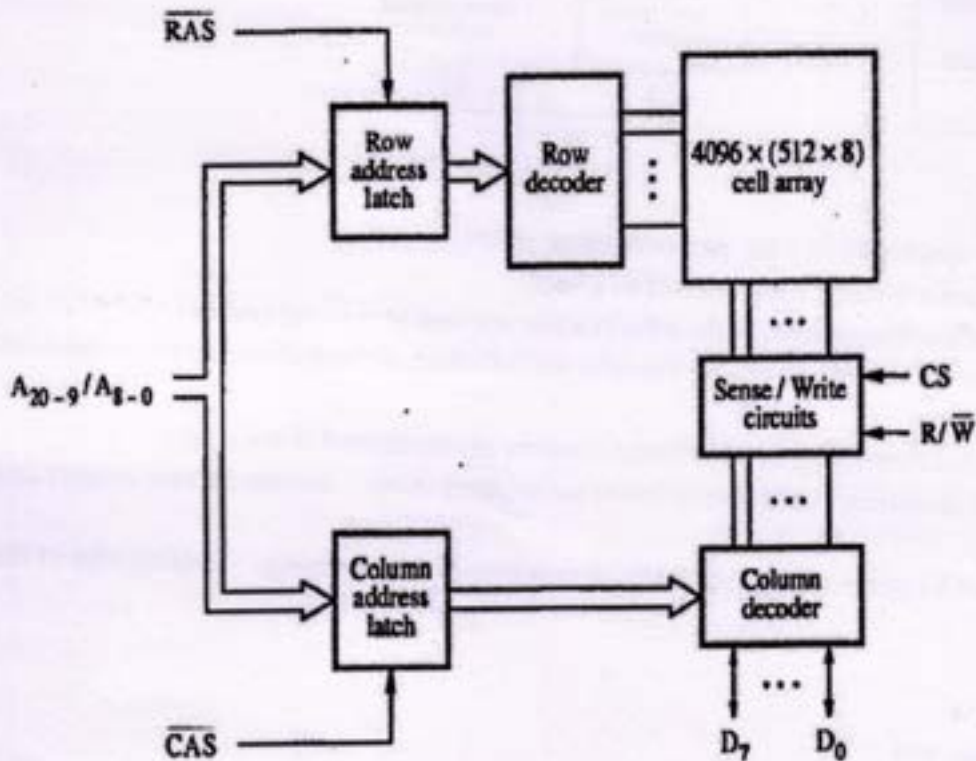 RAS
Row
address
latch
Row
decoder
4096 × (512 × 8)
cell array
A20-9/A8-0
Sense / Write
circuits
CS
R/W̅
Column
address
latch
Column
decoder
CAS
D7
D0